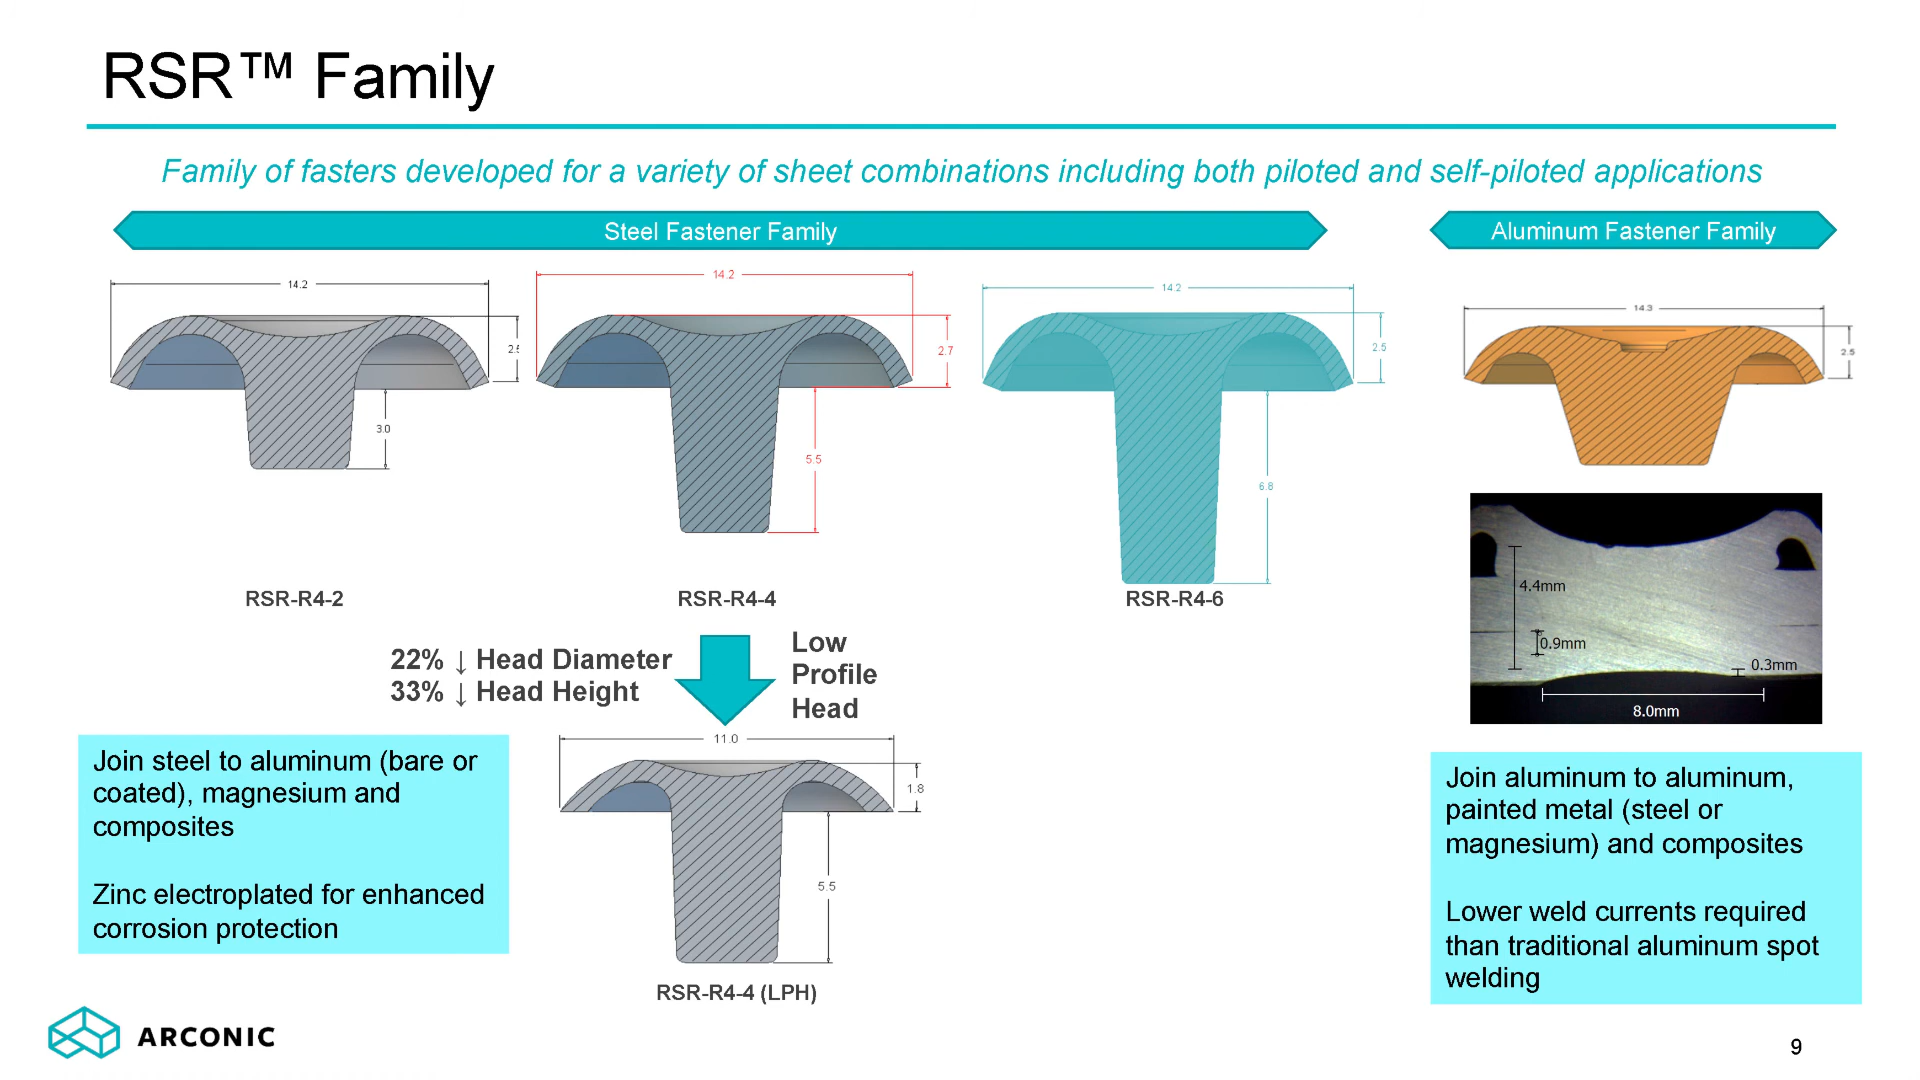 RSR™ Family
Family of fasters developed for a variety of sheet combinations including both piloted and self-piloted applications
Steel Fastener Family
Aluminum Fastener Family
14.2
3.0
RSR-R4-2
14.2
2.7
5.5
RSR-R4-4
14.2
2.5
6.8
RSR-R4-6
14.3
2.5
4.4mm
0.9mm
0.3mm
8.0mm
22% ↓ Head Diameter
33% ↓ Head Height
Low
Profile
Head
11.0
1.8
5.5
RSR-R4-4 (LPH)
Join steel to aluminum (bare or
coated), magnesium and
composites
Zinc electroplated for enhanced
corrosion protection
Join aluminum to aluminum,
painted metal (steel or
magnesium) and composites
Lower weld currents required
than traditional aluminum spot
welding
ARCONIC
9